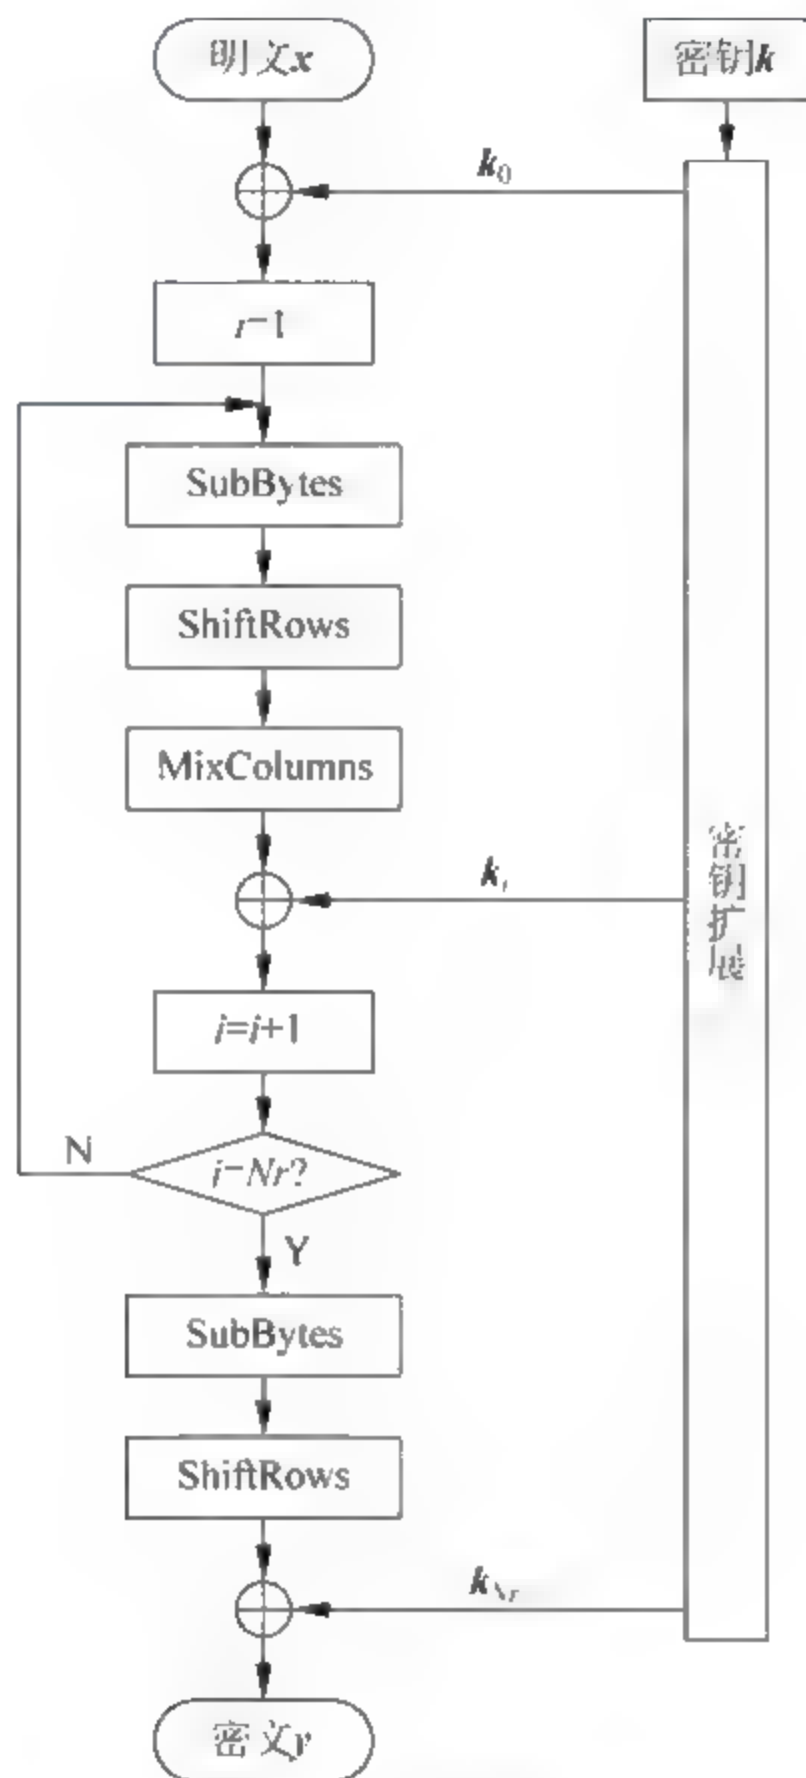 明文x
密钥k
k0
i=1
SubBytes
ShiftRows
MixColumns
ki
密钥扩展
i=i+1
N
i=Nr?
Y
SubBytes
ShiftRows
kNr
密文y